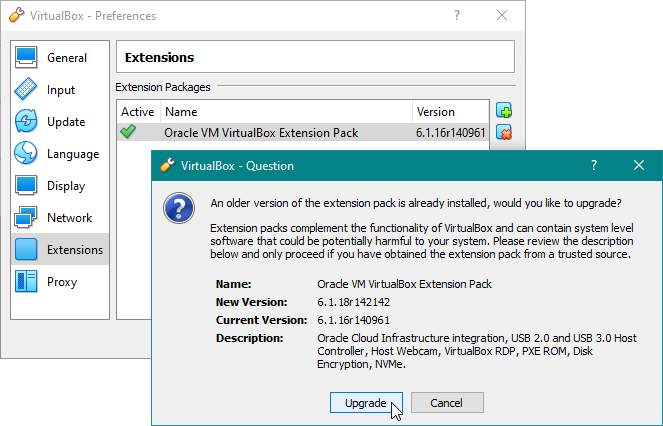 VirtualBox - Preferences
?
General
Input
Update
Language
Display
Network
Extensions
Proxy
Extensions
Extension Packages
Active Name Version
Oracle VM VirtualBox Extension Pack 6.1.16r140961
VirtualBox - Question
?
An older version of the extension pack is already installed, would you like to upgrade?
Extension packs complement the functionality of VirtualBox and can contain system level
software that could be potentially harmful to your system. Please review the description
below and only proceed if you have obtained the extension pack from a trusted source.
Name: Oracle VM VirtualBox Extension Pack
New Version: 6.1.18r142142
Current Version: 6.1.16r140961
Description: Oracle Cloud Infrastructure integration, USB 2.0 and USB 3.0 Host
Controller, Host Webcam, VirtualBox RDP, PXE ROM, Disk
Encryption, NVMe.
Upgrade Cancel